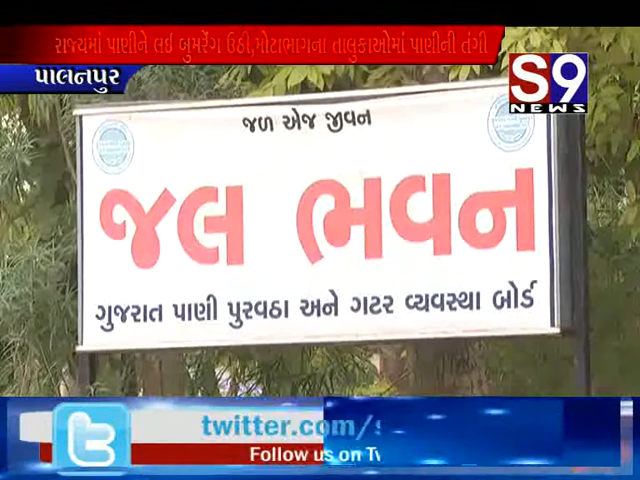 રાજ્યમાં પાણીને લઈ બુમરેંગ ઉઠી,મોટાભાગના તાલુકાઓમાં પાણીની તંગી
પાલનપુર
S9
NEWS
જળ એજ જીવન
જલ ભવન
ગુજરાત પાણી પુરવઠા અને ગટર વ્યવસ્થા બોર્ડ
twitter.com/s
Follow us on Tw